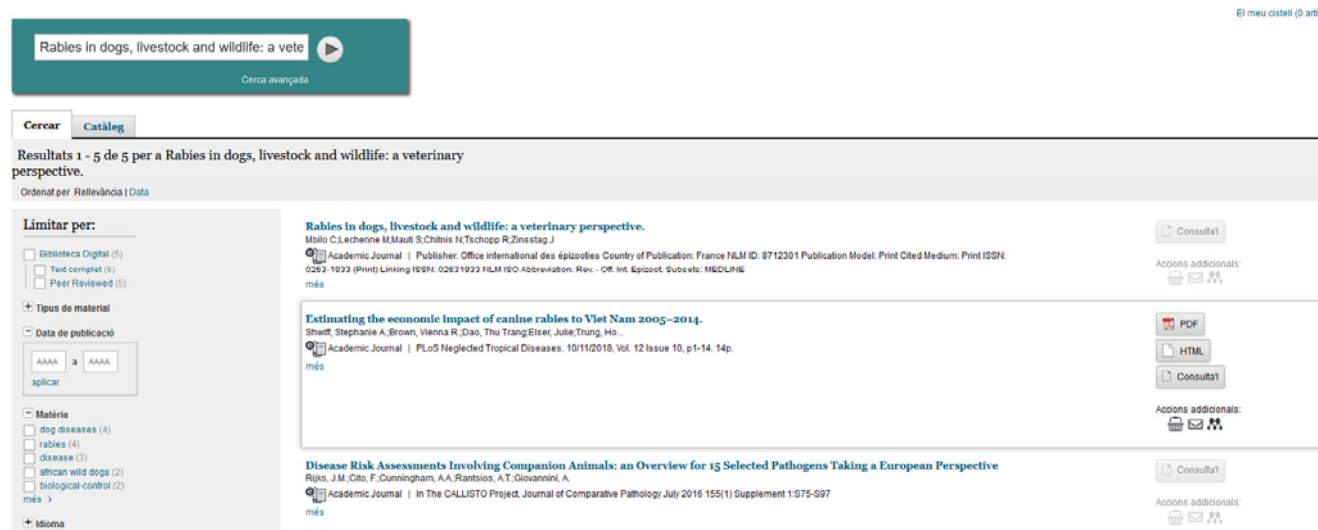 El meu cistell (0 arti
Rabies in dogs, livestock and wildlife: a vete
Cerca avançada
Cercar
Catàleg
Resultats 1 - 5 de 5 per a Rabies in dogs, livestock and wildlife: a veterinary
perspective.
Ordenat per Rellevància | Data
Limitar per:
Biblioteca Digital (5)
Text complet (5)
Peer Reviewed (5)
Tipus de material
Data de publicació
AAAA a AAAA
aplicar
Matèria
dog diseases (4)
rabies (4)
disease (3)
african wild dogs (2)
biological-control (2)
més >
Idioma
Rabies in dogs, livestock and wildlife: a veterinary perspective.
Mbilo C;Lechenne M;Mauti S;Chitnis N;Tschopp R;Zinsstag J
Academic Journal | Publisher: Office international des épizooties Country of Publication: France NLM ID: 8712301 Publication Model: Print Cited Medium: Print ISSN:
0253-1933 (Print) Linking ISSN: 02531933 NLM ISO Abbreviation: Rev. - Off. Int. Epizoot. Subsets: MEDLINE
més
Consulta'l
Accions addicionals:
Estimating the economic impact of canine rabies to Viet Nam 2005–2014.
Shwiff, Stephanie A.;Brown, Vienna R.;Dao, Thu Trang;Elser, Julie;Trung, Ho...
Academic Journal | PLoS Neglected Tropical Diseases. 10/11/2018, Vol. 12 Issue 10, p1-14. 14p.
més
PDF
HTML
Consulta'l
Accions addicionals:
Disease Risk Assessments Involving Companion Animals: an Overview for 15 Selected Pathogens Taking a European Perspective
Rijks, J.M.;Cito, F.;Cunningham, A.A.;Rantsios, A.T.;Giovannini, A.
Academic Journal | In The CALLISTO Project, Journal of Comparative Pathology July 2016 155(1) Supplement 1:S75-S97
més
Consulta'l
Accions addicionals: